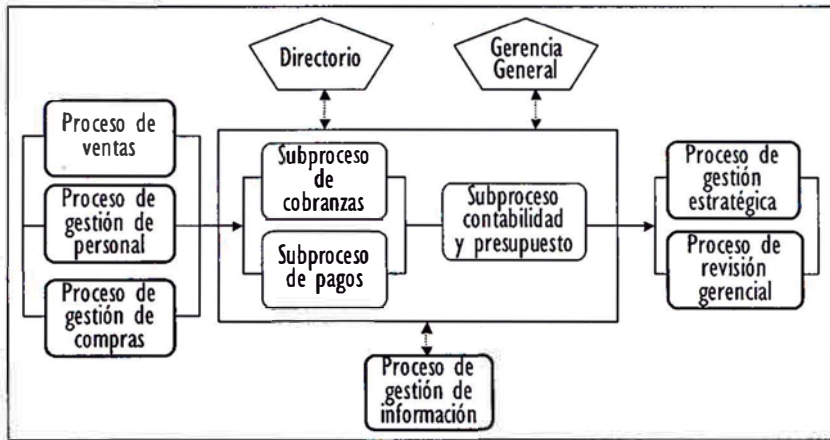 Directorio
Gerencia
General
Proceso de
ventas
Proceso de
gestión de
personal
Proceso de
gestión de
compras
Subproceso
de
cobranzas
Subproceso
de pagos
Subproceso
contabilidad
y presupuesto
Proceso de
gestión
estratégica
Proceso de
revisión
gerencial
Proceso de
gestión de
información